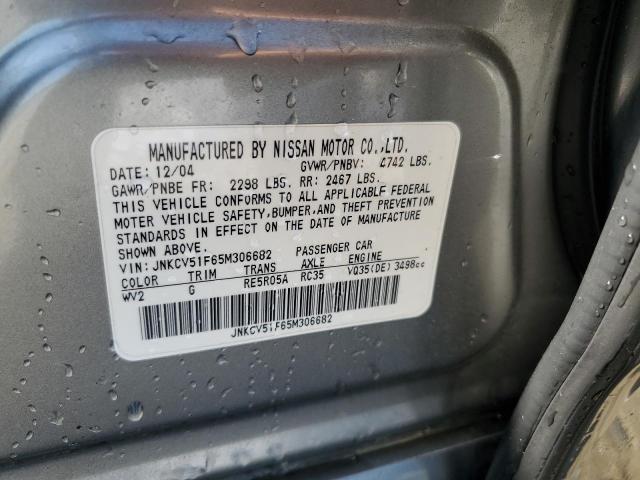 MANUFACTURED BY NISSAN MOTOR CO.,LTD.
DATE: 12/04 GVWR/PNBV: 4742 LBS.
GAWR/PNBE FR: 2298 LBS. RR: 2467 LBS.
THIS VEHICLE CONFORMS TO ALL APPLICABLF FEDERAL
MOTER VEHICLE SAFETY,BUMPER,AND THEFT PREVENTION
STANDARDS IN EFFECT ON THE DATE OF MANUFACTURE
SHOWN ABOVE.
VIN: JNKCV51F65M306682 PASSENGER CAR
COLOR TRIM TRANS AXLE ENGINE
WV2 G RE5R05A RC35 VQ35(DE) 3498cc
JNKCV51F65M306682